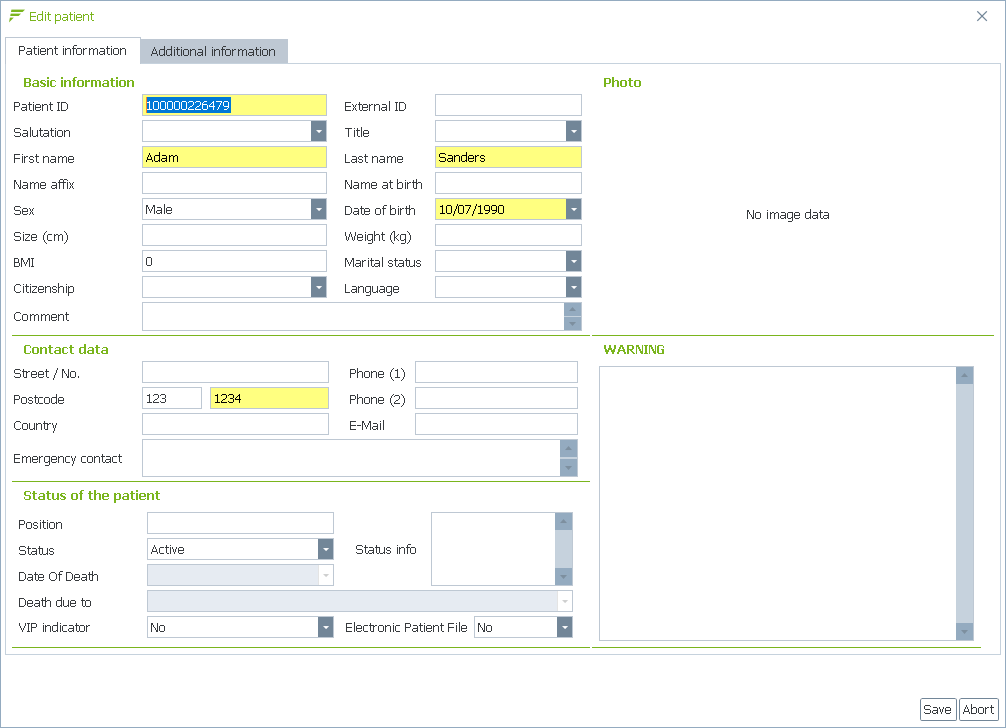 Edit patient
Patient information Additional information
Basic information Photo
Patient ID 100000226479 External ID
Salutation Title
First name Adam Last name Sanders
Name affix Name at birth
Sex Male Date of birth 10/07/1990
No image data
Size (cm) Weight (kg)
BMI 0 Marital status
Citizenship Language
Comment
Contact data WARNING
Street / No. Phone (1)
Postcode 123 1234 Phone (2)
Country E-Mail
Emergency contact
Status of the patient
Position
Status Active Status info
Date Of Death
Death due to
VIP indicator No Electronic Patient File No
Save Abort